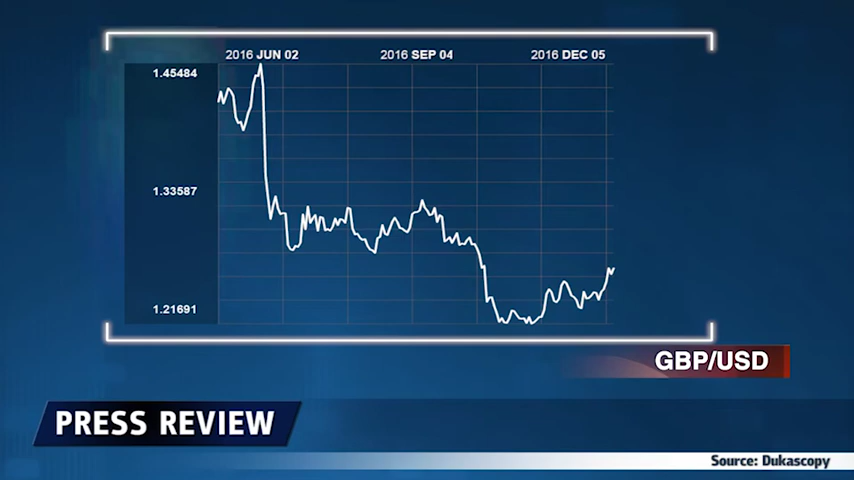 2016 JUN 02 2016 SEP 04 2016 DEC 05
1.45484
1.33587
1.21691
GBP/USD
PRESS REVIEW
Source: Dukascopy